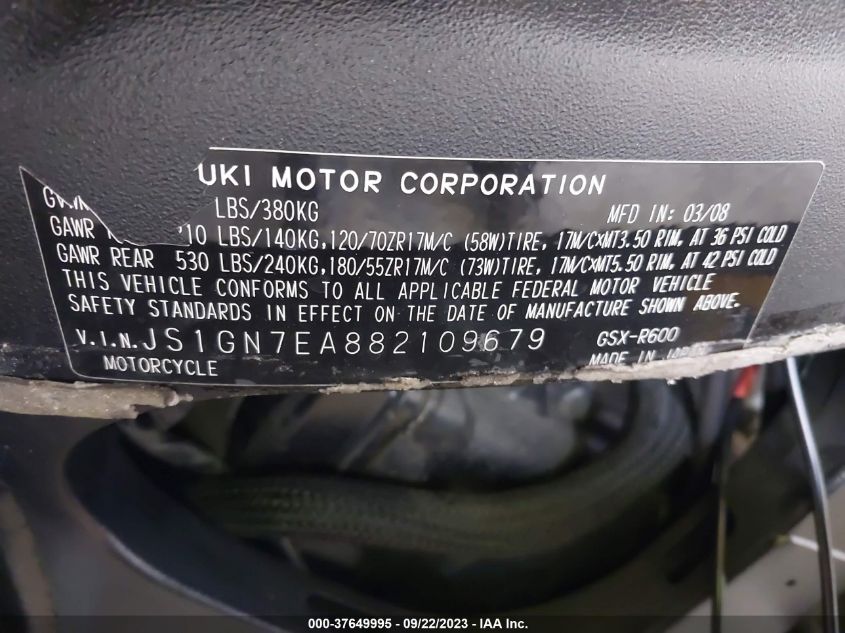 UKI MOTOR CORPORATION
LBS/380KG MFD IN: 03/08
GAWR 10 LBS/140KG,120/70ZR17M/C (58W)TIRE, 17M/C×MT3.50 RIM, AT 36 PSI COLD
GAWR REAR 530 LBS/240KG,180/55ZR17M/C (73W)TIRE, 17M/C×MT5.50 RIM, AT 42 PSI COLD
THIS VEHICLE CONFORMS TO ALL APPLICABLE FEDERAL MOTOR VEHICLE
SAFETY STANDARDS IN EFFECT ON THE DATE OF MANUFACTURE SHOWN ABOVE.
V.I.N. JS1GN7EA882109679 GSX-R600
MOTORCYCLE MADE IN JAPAN
000-37649995 - 09/22/2023 - IAA Inc.